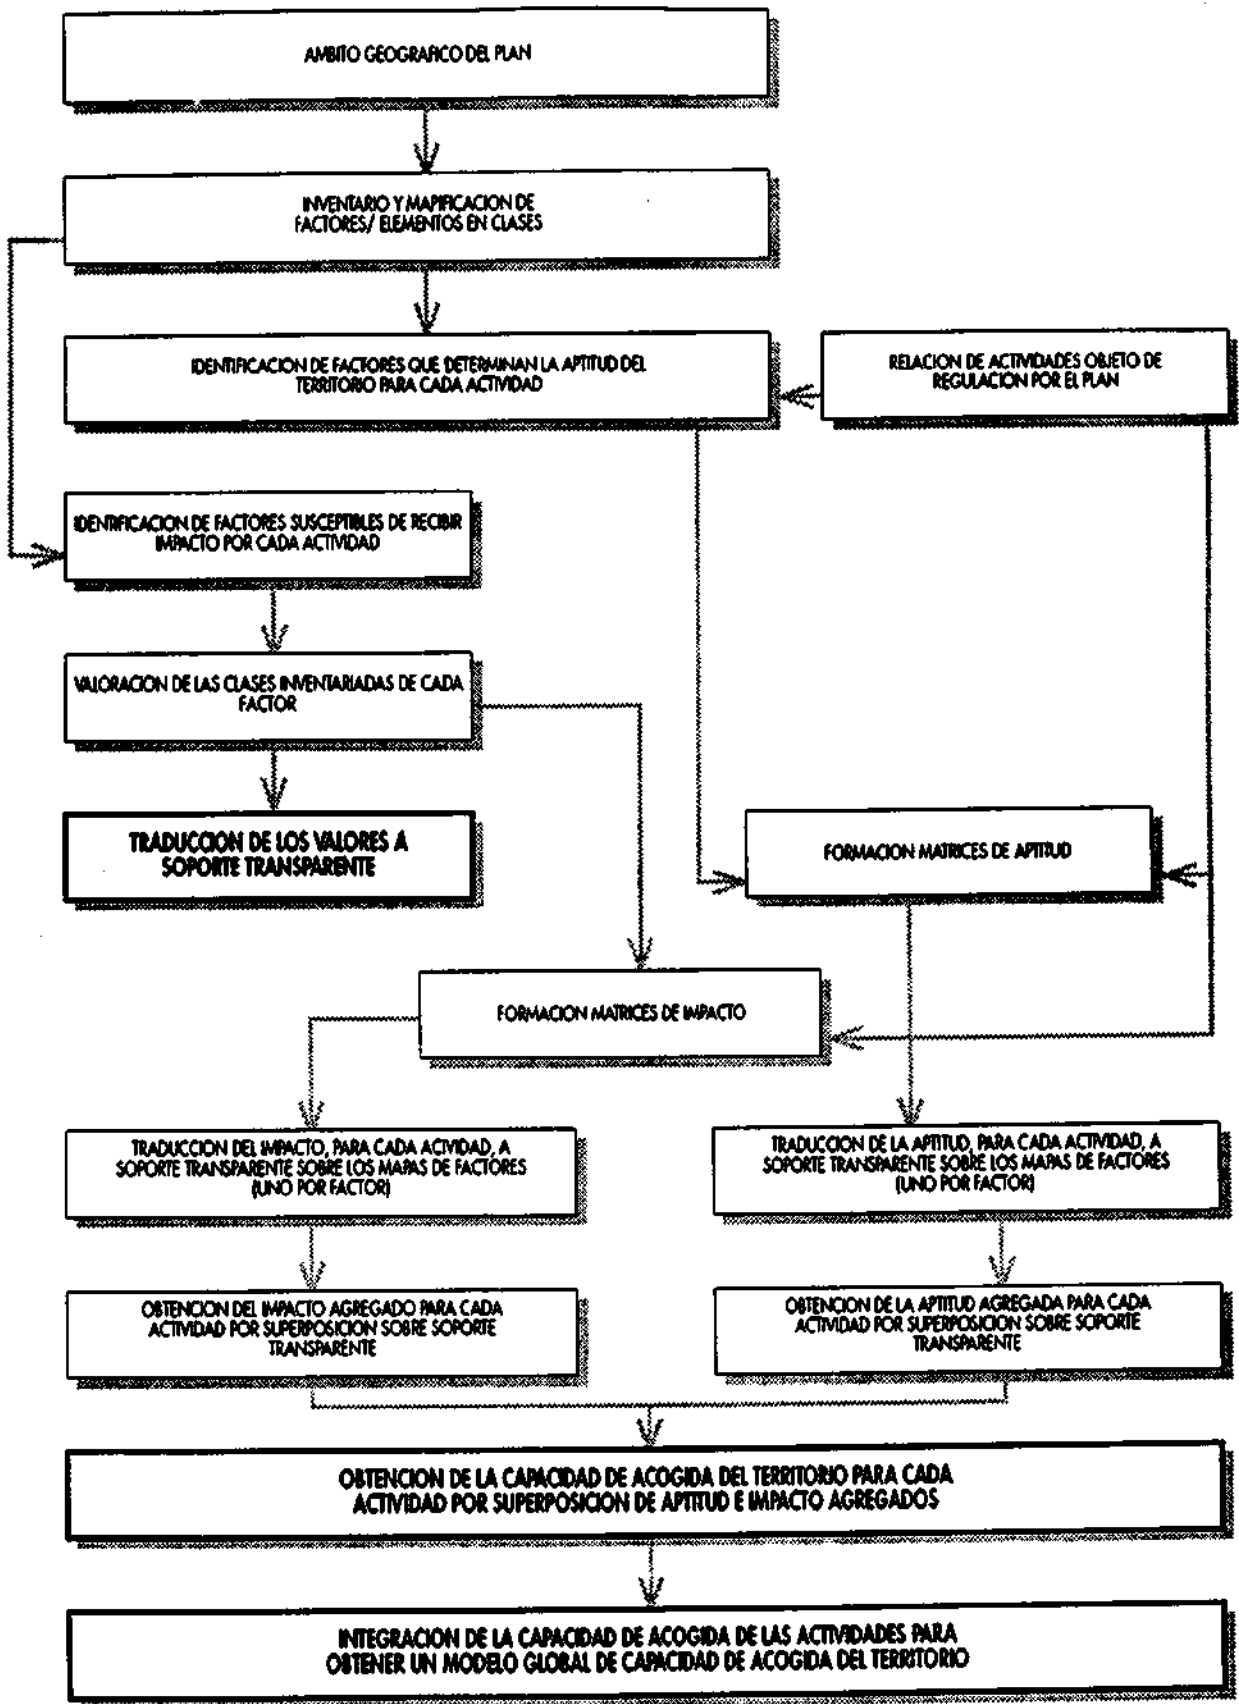 AMBITO GEOGRAFICO DEL PLAN
INVENTARIO Y MAPIFICACION DE
FACTORES/ ELEMENTOS EN CLASES
IDENTIFICACION DE FACTORES QUE DETERMINAN LA APTITUD DEL
TERRITORIO PARA CADA ACTIVIDAD
RELACION DE ACTIVIDADES OBJETO DE
REGULACION POR EL PLAN
IDENTIFICACION DE FACTORES SUSCEPTIBLES DE RECIBIR
IMPACTO POR CADA ACTIVIDAD
VALORACION DE LAS CLASES INVENTARIADAS DE CADA
FACTOR
TRADUCCION DE LOS VALORES A
SOPORTE TRANSPARENTE
FORMACION MATRICES DE APTITUD
FORMACION MATRICES DE IMPACTO
TRADUCCION DEL IMPACTO, PARA CADA ACTIVIDAD, A
SOPORTE TRANSPARENTE SOBRE LOS MAPAS DE FACTORES
(UNO POR FACTOR)
TRADUCCION DE LA APTITUD, PARA CADA ACTIVIDAD, A
SOPORTE TRANSPARENTE SOBRE LOS MAPAS DE FACTORES
(UNO POR FACTOR)
OBTENCION DEL IMPACTO AGREGADO PARA CADA
ACTIVIDAD POR SUPERPOSICION SOBRE SOPORTE
TRANSPARENTE
OBTENCION DE LA APTITUD AGREGADA PARA CADA
ACTIVIDAD POR SUPERPOSICION SOBRE SOPORTE
TRANSPARENTE
OBTENCION DE LA CAPACIDAD DE ACOGIDA DEL TERRITORIO PARA CADA
ACTIVIDAD POR SUPERPOSICION DE APTITUD E IMPACTO AGREGADOS
INTEGRACION DE LA CAPACIDAD DE ACOGIDA DE LAS ACTIVIDADES PARA
OBTENER UN MODELO GLOBAL DE CAPACIDAD DE ACOGIDA DEL TERRITORIO